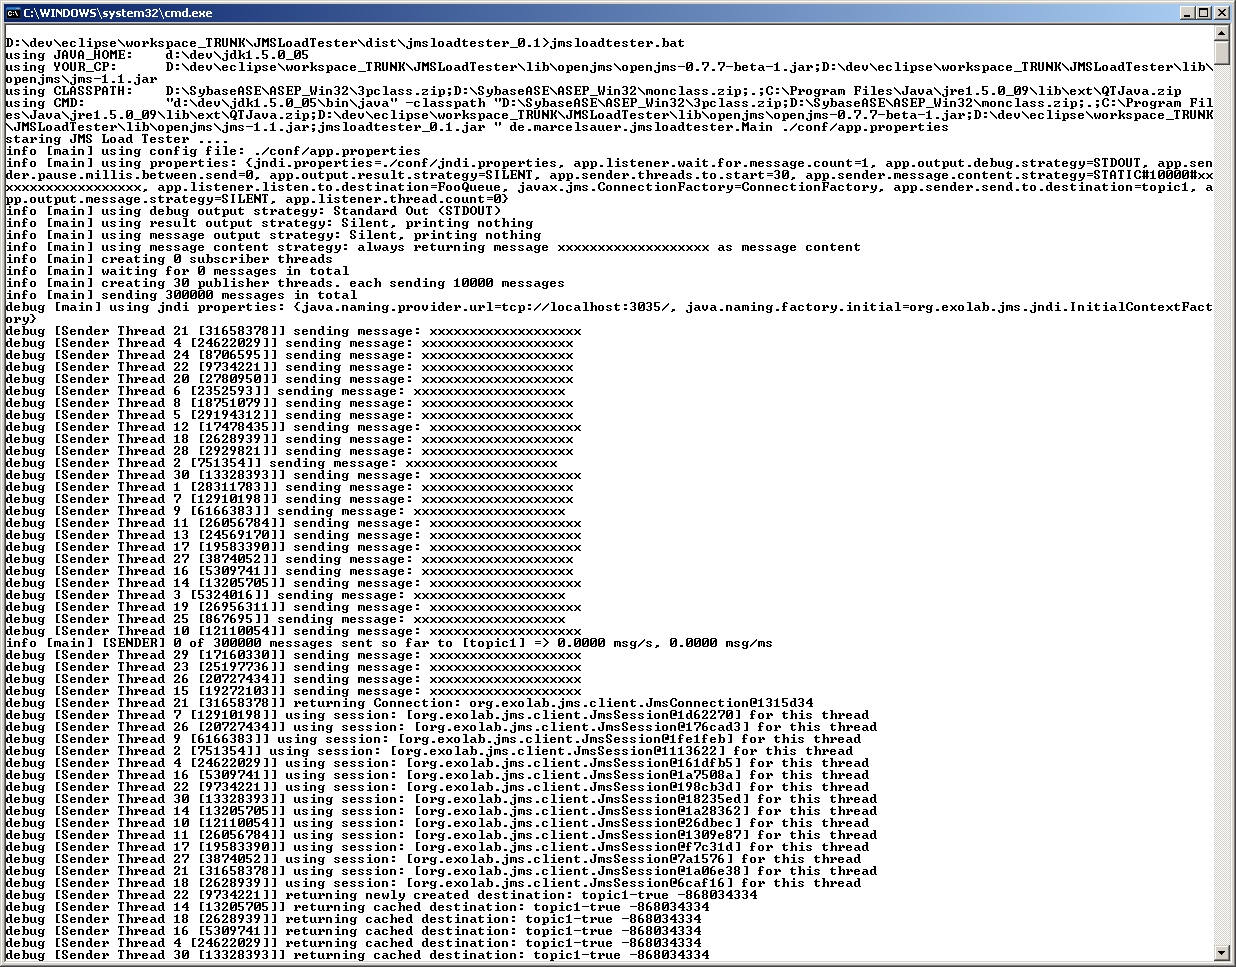 C:\WINDOWS\system32\cmd.exe
D:\dev\eclipse\workspace_TRUNK\JMSLoadTester\dist\jmsloadtester_0.1>jmsloadtester.bat
using JAVA_HOME:    d:\dev\jdk1.5.0_05
using YOUR_CP:      D:\dev\eclipse\workspace_TRUNK\JMSLoadTester\lib\openjms\openjms-0.7.7-beta-1.jar;D:\dev\eclipse\workspace_TRUNK\JMSLoadTester\lib\
openjms\jms-1.1.jar
using CLASSPATH:    D:\SybaseASE\ASEP_Win32\3pclass.zip;D:\SybaseASE\ASEP_Win32\monclass.zip;.;C:\Program Files\Java\jre1.5.0_09\lib\ext\QTJava.zip
using CMD:          "d:\dev\jdk1.5.0_05\bin\java" -classpath "D:\SybaseASE\ASEP_Win32\3pclass.zip;D:\SybaseASE\ASEP_Win32\monclass.zip;.;C:\Program Fil
es\Java\jre1.5.0_09\lib\ext\QTJava.zip;D:\dev\eclipse\workspace_TRUNK\JMSLoadTester\lib\openjms\openjms-0.7.7-beta-1.jar;D:\dev\eclipse\workspace_TRUNK
\JMSLoadTester\lib\openjms\jms-1.1.jar;jmsloadtester_0.1.jar " de.marcelsauer.jmsloadtester.Main ./conf/app.properties
staring JMS Load Tester ....
info [main] using config file: ./conf/app.properties
info [main] using properties: {jndi.properties=./conf/jndi.properties, app.listener.wait.for.message.count=1, app.output.debug.strategy=STDOUT, app.sen
der.pause.millis.between.send=0, app.output.result.strategy=SILENT, app.sender.threads.to.start=30, app.sender.message.content.strategy=STATIC#10000#xx
xxxxxxxxxxxxxxxxx, app.listener.listen.to.destination=FooQueue, javax.jms.ConnectionFactory=ConnectionFactory, app.sender.send.to.destination=topic1, a
pp.output.message.strategy=SILENT, app.listener.thread.count=0}
info [main] using debug output strategy: Standard Out (STDOUT)
info [main] using result output strategy: Silent, printing nothing
info [main] using message output strategy: Silent, printing nothing
info [main] using message content strategy: always returning message xxxxxxxxxxxxxxxxxxx as message content
info [main] creating 0 subscriber threads
info [main] waiting for 0 messages in total
info [main] creating 30 publisher threads. each sending 10000 messages
info [main] sending 300000 messages in total
debug [main] using jndi properties: {java.naming.provider.url=tcp://localhost:3035/, java.naming.factory.initial=org.exolab.jms.jndi.InitialContextFact
ory}
debug [Sender Thread 21 [31658378]] sending message: xxxxxxxxxxxxxxxxxxx
debug [Sender Thread 4 [24622029]] sending message: xxxxxxxxxxxxxxxxxxx
debug [Sender Thread 24 [8706595]] sending message: xxxxxxxxxxxxxxxxxxx
debug [Sender Thread 22 [9734221]] sending message: xxxxxxxxxxxxxxxxxxx
debug [Sender Thread 20 [2780950]] sending message: xxxxxxxxxxxxxxxxxxx
debug [Sender Thread 6 [2352593]] sending message: xxxxxxxxxxxxxxxxxxx
debug [Sender Thread 8 [18751079]] sending message: xxxxxxxxxxxxxxxxxxx
debug [Sender Thread 5 [29194312]] sending message: xxxxxxxxxxxxxxxxxxx
debug [Sender Thread 12 [17478435]] sending message: xxxxxxxxxxxxxxxxxxx
debug [Sender Thread 18 [2628939]] sending message: xxxxxxxxxxxxxxxxxxx
debug [Sender Thread 28 [2929821]] sending message: xxxxxxxxxxxxxxxxxxx
debug [Sender Thread 2 [751354]] sending message: xxxxxxxxxxxxxxxxxxx
debug [Sender Thread 30 [13328393]] sending message: xxxxxxxxxxxxxxxxxxx
debug [Sender Thread 1 [28311783]] sending message: xxxxxxxxxxxxxxxxxxx
debug [Sender Thread 7 [12910198]] sending message: xxxxxxxxxxxxxxxxxxx
debug [Sender Thread 9 [6166383]] sending message: xxxxxxxxxxxxxxxxxxx
debug [Sender Thread 11 [26056784]] sending message: xxxxxxxxxxxxxxxxxxx
debug [Sender Thread 13 [24569170]] sending message: xxxxxxxxxxxxxxxxxxx
debug [Sender Thread 17 [19583390]] sending message: xxxxxxxxxxxxxxxxxxx
debug [Sender Thread 27 [3874052]] sending message: xxxxxxxxxxxxxxxxxxx
debug [Sender Thread 16 [5309741]] sending message: xxxxxxxxxxxxxxxxxxx
debug [Sender Thread 14 [13205705]] sending message: xxxxxxxxxxxxxxxxxxx
debug [Sender Thread 3 [5324016]] sending message: xxxxxxxxxxxxxxxxxxx
debug [Sender Thread 19 [26956311]] sending message: xxxxxxxxxxxxxxxxxxx
debug [Sender Thread 25 [867695]] sending message: xxxxxxxxxxxxxxxxxxx
debug [Sender Thread 10 [12110054]] sending message: xxxxxxxxxxxxxxxxxxx
info [main] [SENDER] 0 of 300000 messages sent so far to [topic1] => 0.0000 msg/s, 0.0000 msg/ms
debug [Sender Thread 29 [17160330]] sending message: xxxxxxxxxxxxxxxxxxx
debug [Sender Thread 23 [25197736]] sending message: xxxxxxxxxxxxxxxxxxx
debug [Sender Thread 26 [20727434]] sending message: xxxxxxxxxxxxxxxxxxx
debug [Sender Thread 15 [19272103]] sending message: xxxxxxxxxxxxxxxxxxx
debug [Sender Thread 21 [31658378]] returning Connection: org.exolab.jms.client.JmsConnection@1315d34
debug [Sender Thread 7 [12910198]] using session: [org.exolab.jms.client.JmsSession@1d62270] for this thread
debug [Sender Thread 26 [20727434]] using session: [org.exolab.jms.client.JmsSession@176cad3] for this thread
debug [Sender Thread 9 [6166383]] using session: [org.exolab.jms.client.JmsSession@1fe1feb] for this thread
debug [Sender Thread 2 [751354]] using session: [org.exolab.jms.client.JmsSession@1113622] for this thread
debug [Sender Thread 4 [24622029]] using session: [org.exolab.jms.client.JmsSession@161dfb5] for this thread
debug [Sender Thread 16 [5309741]] using session: [org.exolab.jms.client.JmsSession@1a7508a] for this thread
debug [Sender Thread 22 [9734221]] using session: [org.exolab.jms.client.JmsSession@198cb3d] for this thread
debug [Sender Thread 30 [13328393]] using session: [org.exolab.jms.client.JmsSession@18235ed] for this thread
debug [Sender Thread 14 [13205705]] using session: [org.exolab.jms.client.JmsSession@1a28362] for this thread
debug [Sender Thread 10 [12110054]] using session: [org.exolab.jms.client.JmsSession@26dbec] for this thread
debug [Sender Thread 11 [26056784]] using session: [org.exolab.jms.client.JmsSession@1309e87] for this thread
debug [Sender Thread 17 [19583390]] using session: [org.exolab.jms.client.JmsSession@f7c31d] for this thread
debug [Sender Thread 27 [3874052]] using session: [org.exolab.jms.client.JmsSession@7a1576] for this thread
debug [Sender Thread 21 [31658378]] using session: [org.exolab.jms.client.JmsSession@1a06e38] for this thread
debug [Sender Thread 18 [2628939]] using session: [org.exolab.jms.client.JmsSession@6caf16] for this thread
debug [Sender Thread 22 [9734221]] returning newly created destination: topic1-true -868034334
debug [Sender Thread 14 [13205705]] returning cached destination: topic1-true -868034334
debug [Sender Thread 18 [2628939]] returning cached destination: topic1-true -868034334
debug [Sender Thread 16 [5309741]] returning cached destination: topic1-true -868034334
debug [Sender Thread 4 [24622029]] returning cached destination: topic1-true -868034334
debug [Sender Thread 30 [13328393]] returning cached destination: topic1-true -868034334